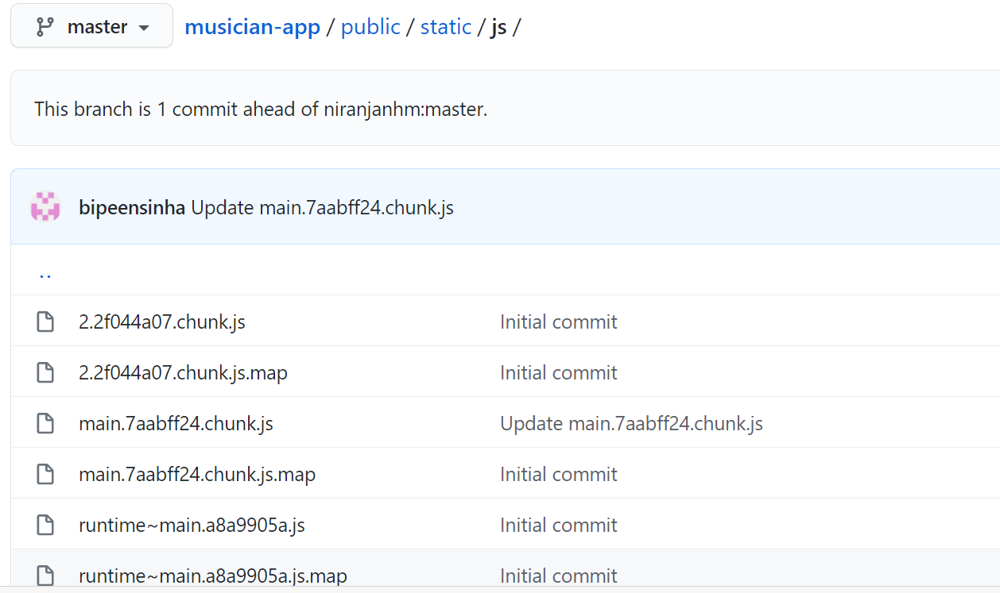 master musician-app / public / static / js /
This branch is 1 commit ahead of niranjanhm:master.
bipeensinha Update main.7aabff24.chunk.js
..
2.2f044a07.chunk.js Initial commit
2.2f044a07.chunk.js.map Initial commit
main.7aabff24.chunk.js Update main.7aabff24.chunk.js
main.7aabff24.chunk.js.map Initial commit
runtime~main.a8a9905a.js Initial commit
runtime~main.a8a9905a.js.map Initial commit